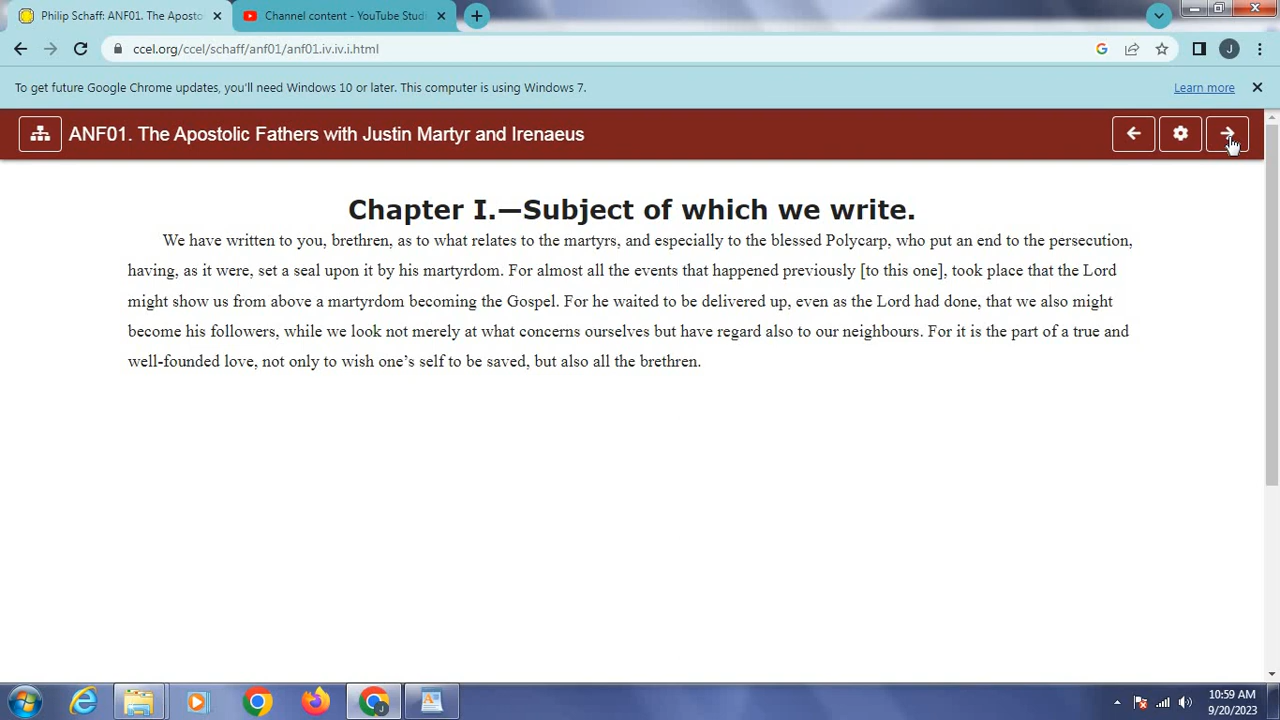 Philip Schaff: ANF01. The Aposto
Channel content - YouTube Studi
ccel.org/ccel/schaff/anf01/anf01.iv.iv.i.html
J
To get future Google Chrome updates, you'll need Windows 10 or later. This computer is using Windows 7.
Learn more
ANF01. The Apostolic Fathers with Justin Martyr and Irenaeus
Chapter I.—Subject of which we write.
We have written to you, brethren, as to what relates to the martyrs, and especially to the blessed Polycarp, who put an end to the persecution,
having, as it were, set a seal upon it by his martyrdom. For almost all the events that happened previously [to this one], took place that the Lord
might show us from above a martyrdom becoming the Gospel. For he waited to be delivered up, even as the Lord had done, that we also might
become his followers, while we look not merely at what concerns ourselves but have regard also to our neighbours. For it is the part of a true and
well-founded love, not only to wish one's self to be saved, but also all the brethren.
10:59 AM
9/20/2023